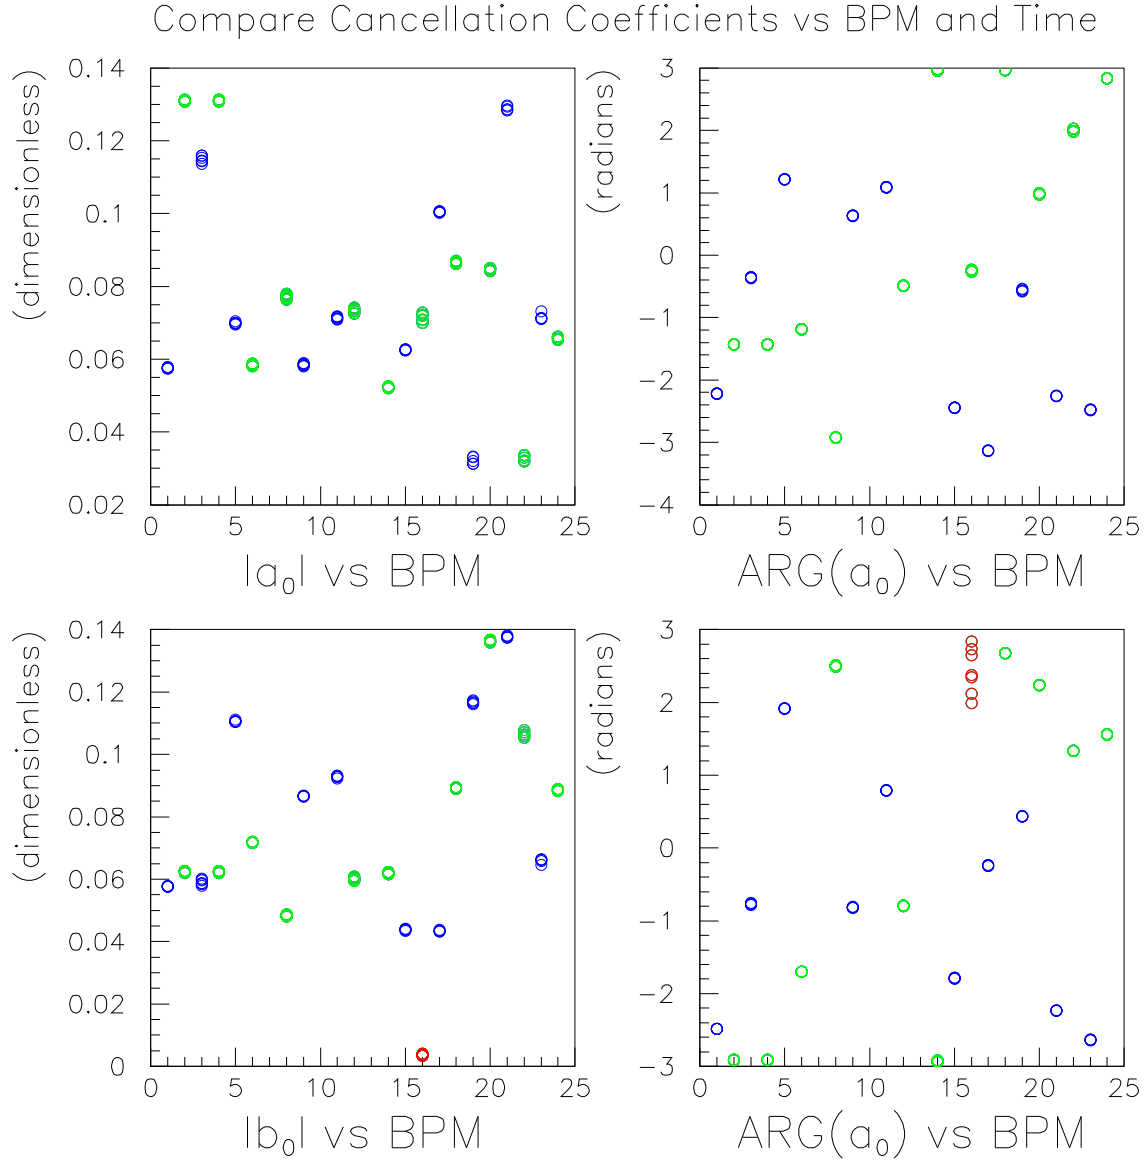 Compare Cancellation Coefficients vs BPM and Time
(dimensionless)
0.14
0.12
0.1
0.08
0.06
0.04
0.02
0 5 10 15 20 25
|a0| vs BPM
(radians)
3
2
1
0
−1
−2
−3
−4
0 5 10 15 20 25
ARG(a0) vs BPM
(dimensionless)
0.14
0.12
0.1
0.08
0.06
0.04
0.02
0
0 5 10 15 20 25
|b0| vs BPM
(radians)
3
2
1
0
−1
−2
−3
0 5 10 15 20 25
ARG(a0) vs BPM